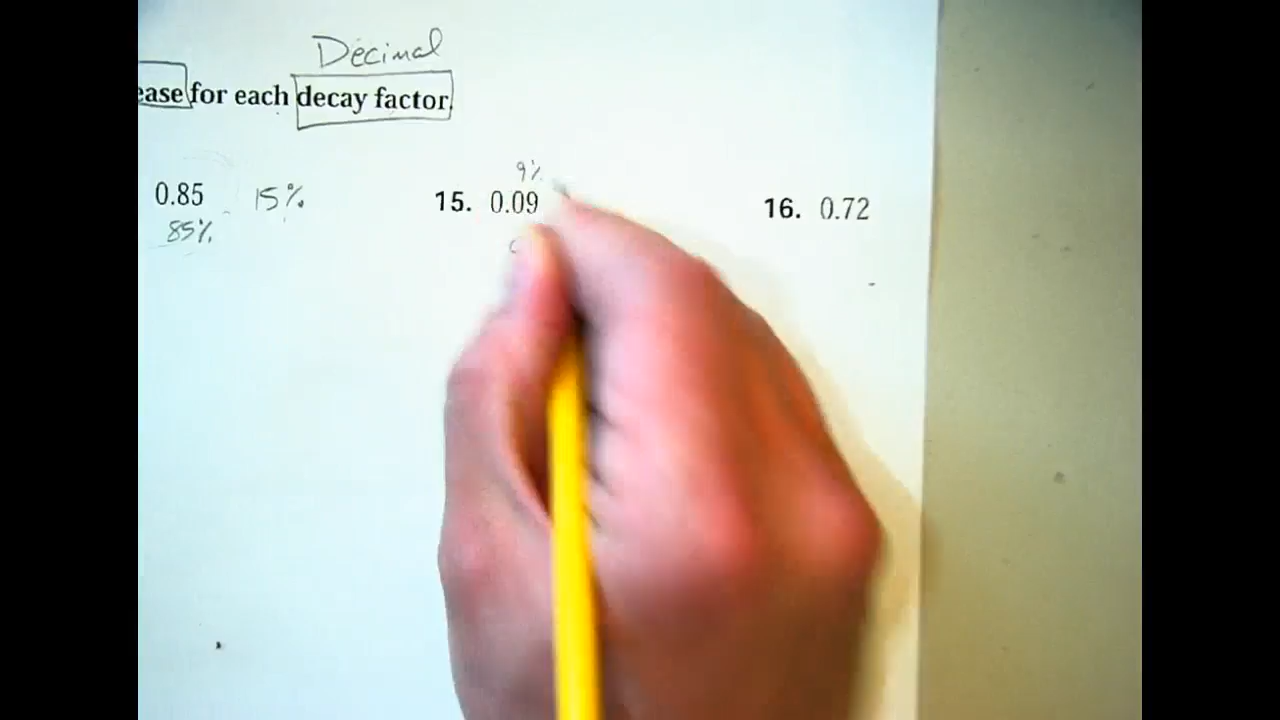 Decimal
ease for each decay factor.
9%
0.85 15% 15. 0.09 16. 0.72
85%